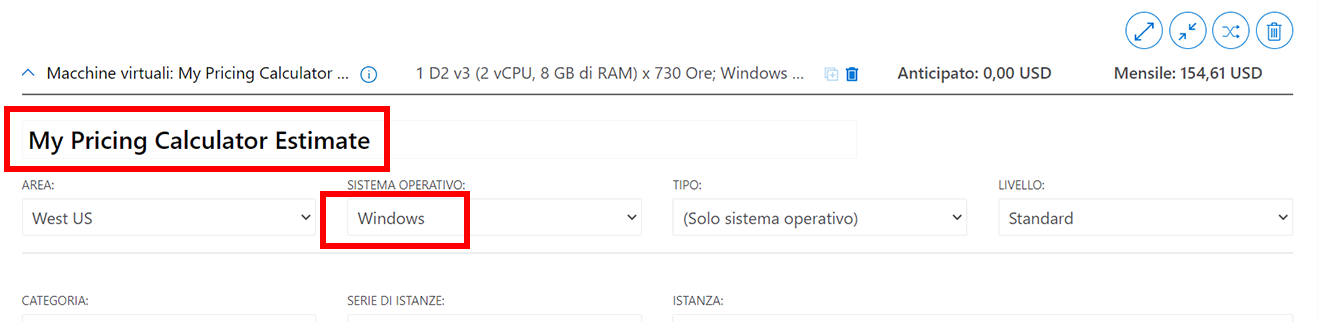 Macchine virtuali: My Pricing Calculator ... 1 D2 v3 (2 vCPU, 8 GB di RAM) x 730 Ore; Windows ... Anticipato: 0,00 USD Mensile: 154,61 USD
My Pricing Calculator Estimate
AREA: SISTEMA OPERATIVO: TIPO: LIVELLO:
West US Windows (Solo sistema operativo) Standard
CATEGORIA: SERIE DI ISTANZE: ISTANZA: